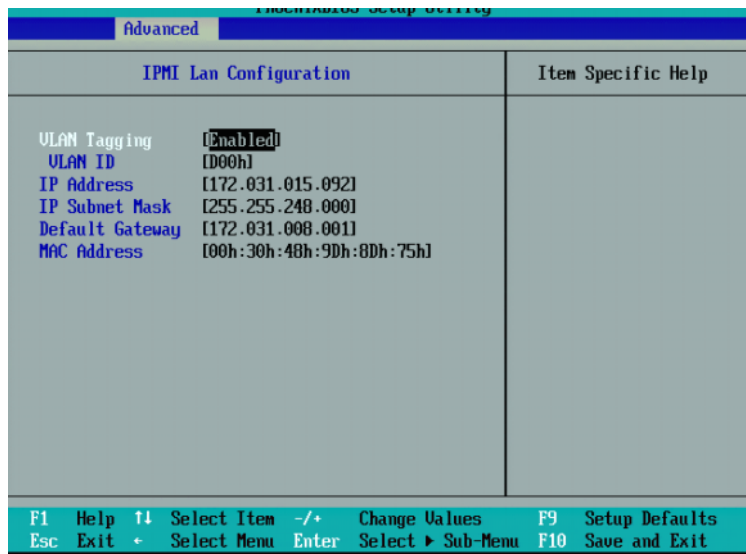 Setup Utility
Advanced
IPMI Lan Configuration
Item Specific Help
VLAN Tagging [Enabled]
VLAN ID [D00h]
IP Address [172.031.015.092]
IP Subnet Mask [255.255.248.000]
Default Gateway [172.031.008.001]
MAC Address [00h:30h:48h:9Dh:8Dh:75h]
F1 Help ↑↓ Select Item -/+ Change Values F9 Setup Defaults
Esc Exit ← Select Menu Enter Select ▶ Sub-Menu F10 Save and Exit